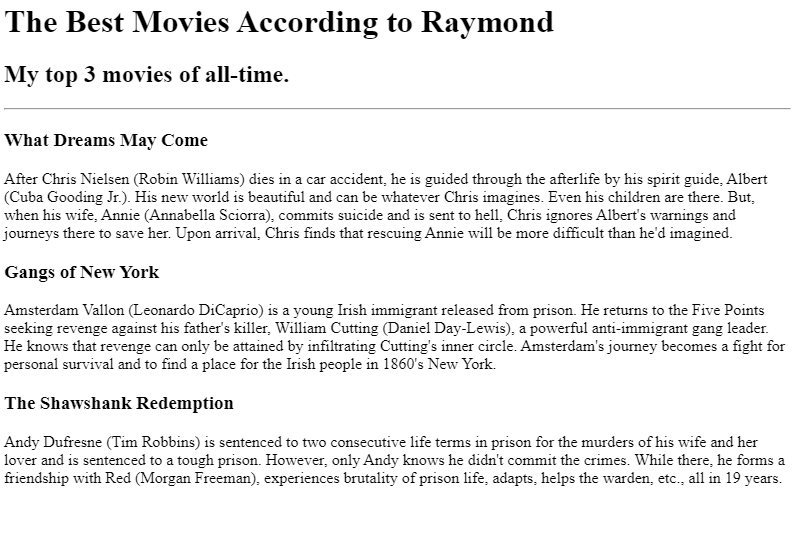 The Best Movies According to Raymond
My top 3 movies of all-time.
What Dreams May Come
After Chris Nielsen (Robin Williams) dies in a car accident, he is guided through the afterlife by his spirit guide, Albert
(Cuba Gooding Jr.). His new world is beautiful and can be whatever Chris imagines. Even his children are there. But,
when his wife, Annie (Annabella Sciorra), commits suicide and is sent to hell, Chris ignores Albert's warnings and
journeys there to save her. Upon arrival, Chris finds that rescuing Annie will be more difficult than he'd imagined.
Gangs of New York
Amsterdam Vallon (Leonardo DiCaprio) is a young Irish immigrant released from prison. He returns to the Five Points
seeking revenge against his father's killer, William Cutting (Daniel Day-Lewis), a powerful anti-immigrant gang leader.
He knows that revenge can only be attained by infiltrating Cutting's inner circle. Amsterdam's journey becomes a fight for
personal survival and to find a place for the Irish people in 1860's New York.
The Shawshank Redemption
Andy Dufresne (Tim Robbins) is sentenced to two consecutive life terms in prison for the murders of his wife and her
lover and is sentenced to a tough prison. However, only Andy knows he didn't commit the crimes. While there, he forms a
friendship with Red (Morgan Freeman), experiences brutality of prison life, adapts, helps the warden, etc., all in 19 years.